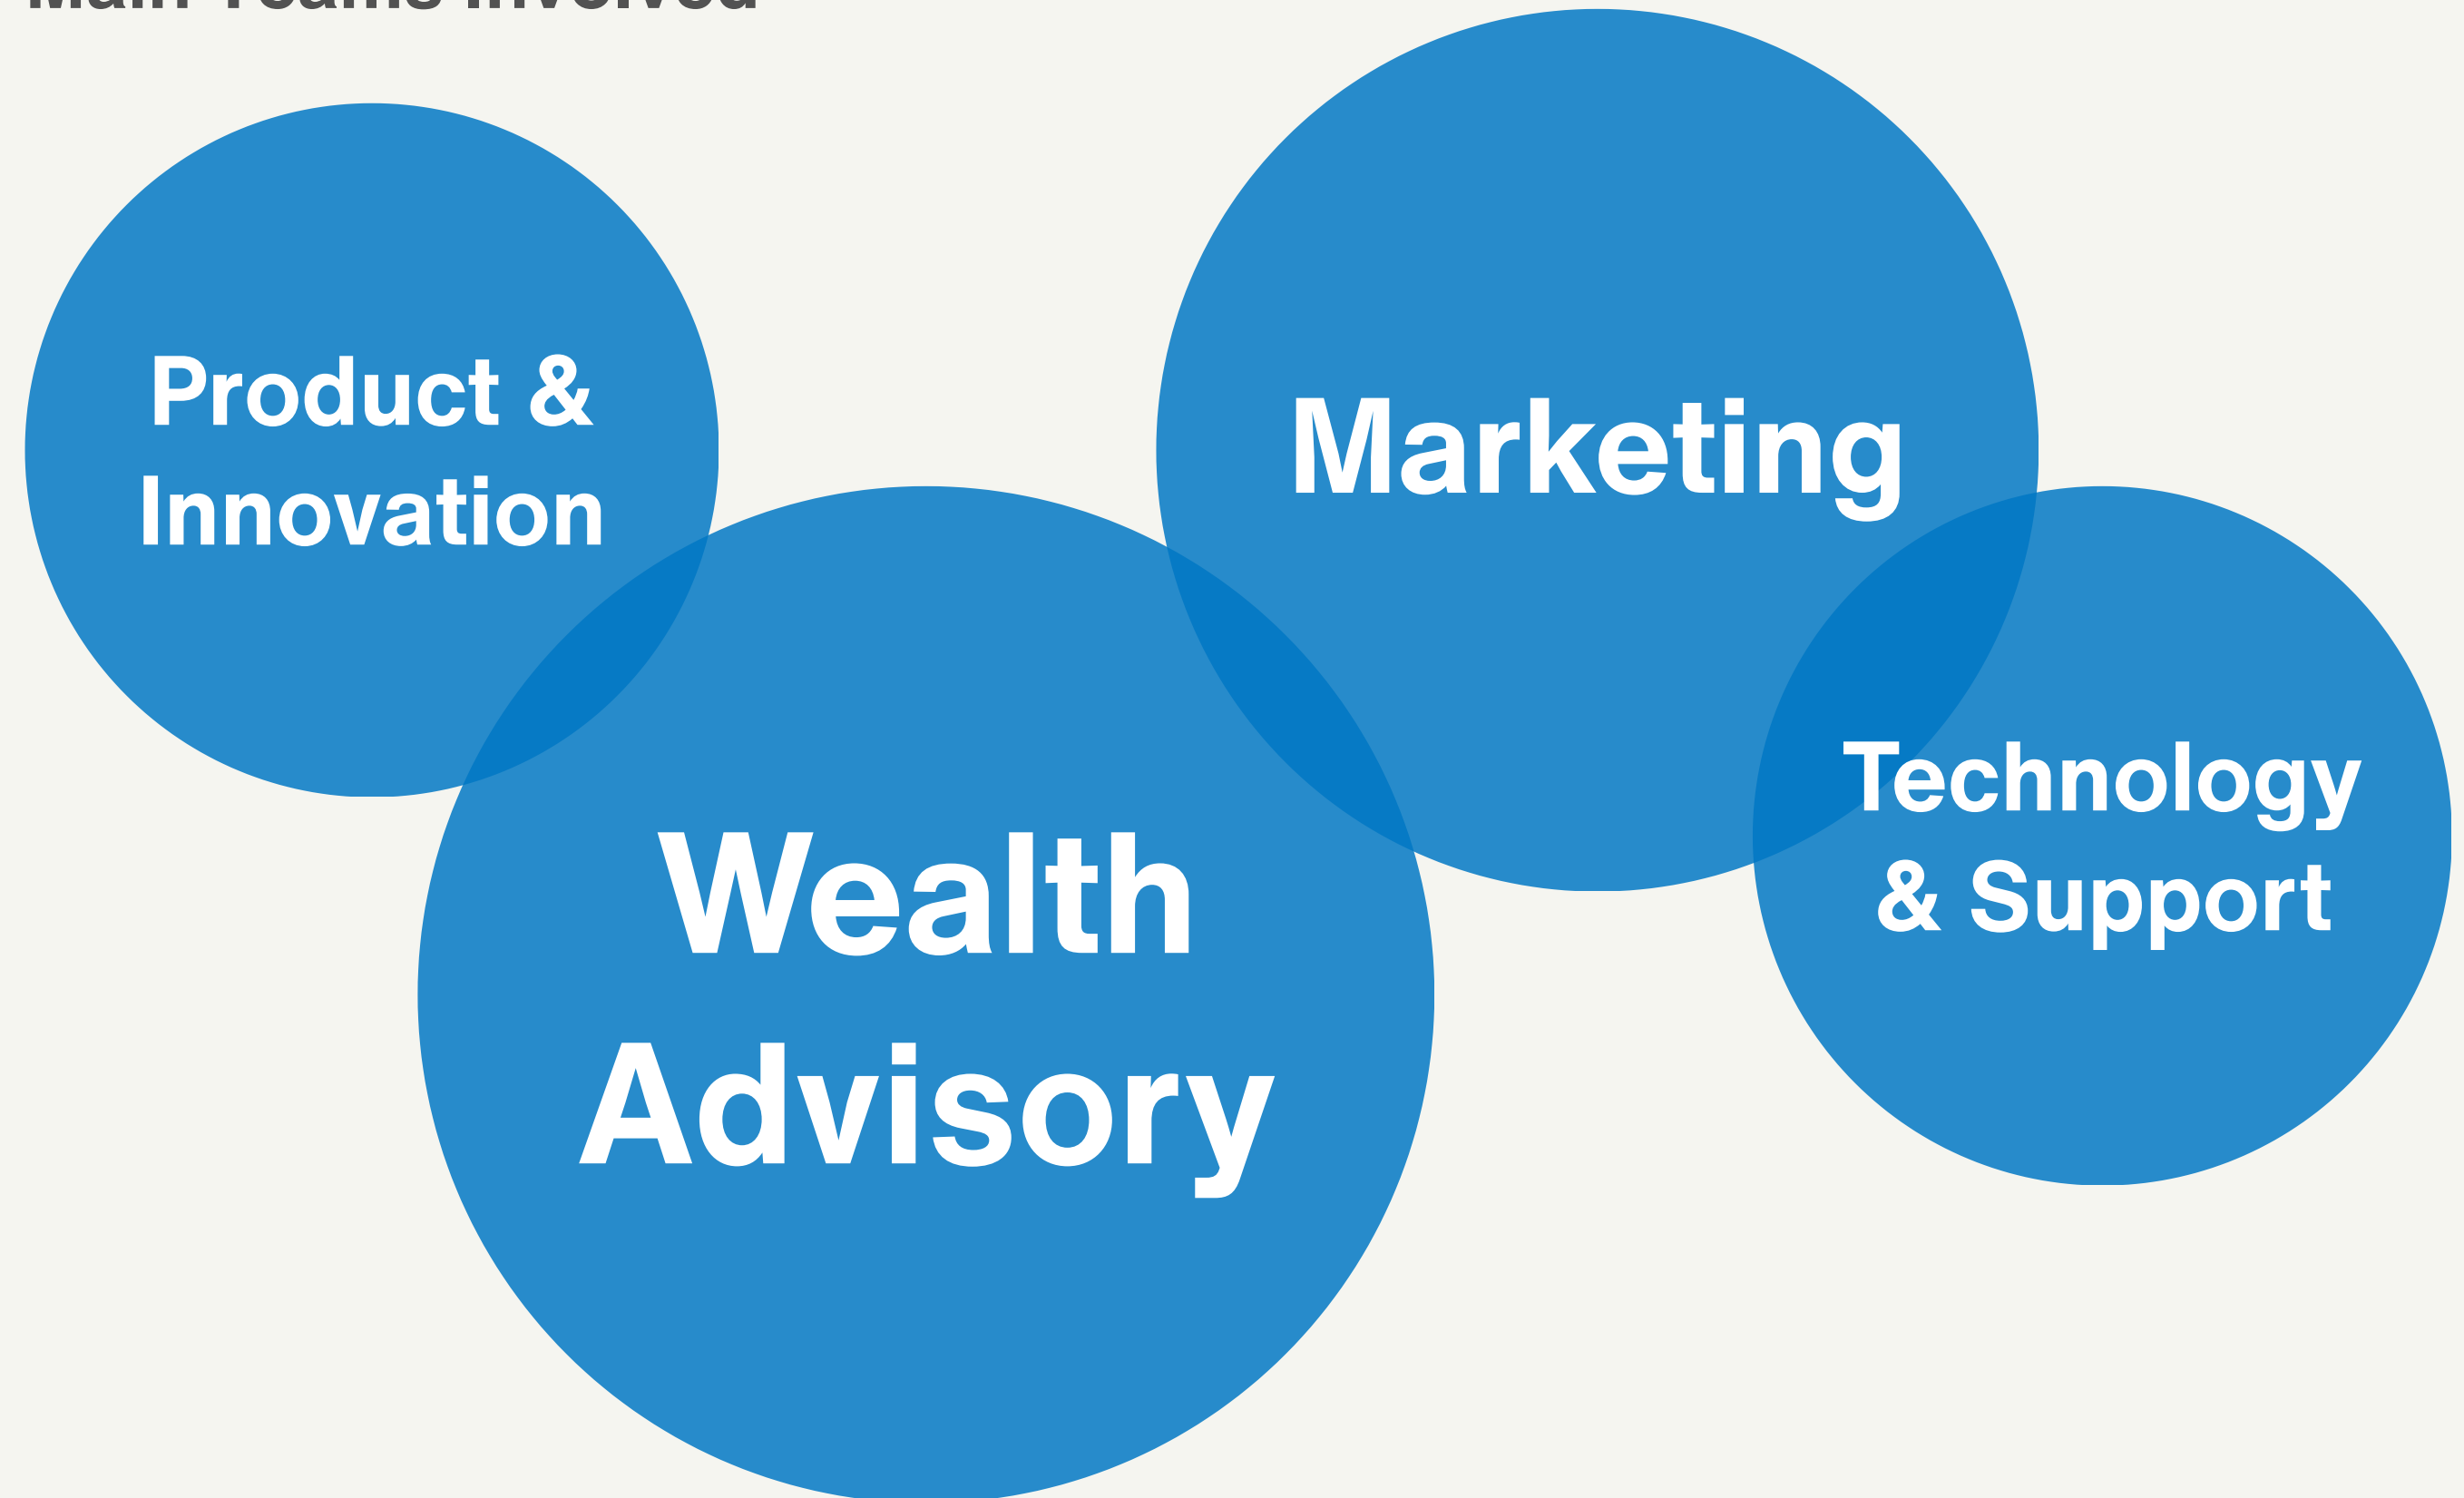 Product &
Innovation
Marketing
Technology
& Support
Wealth
Advisory